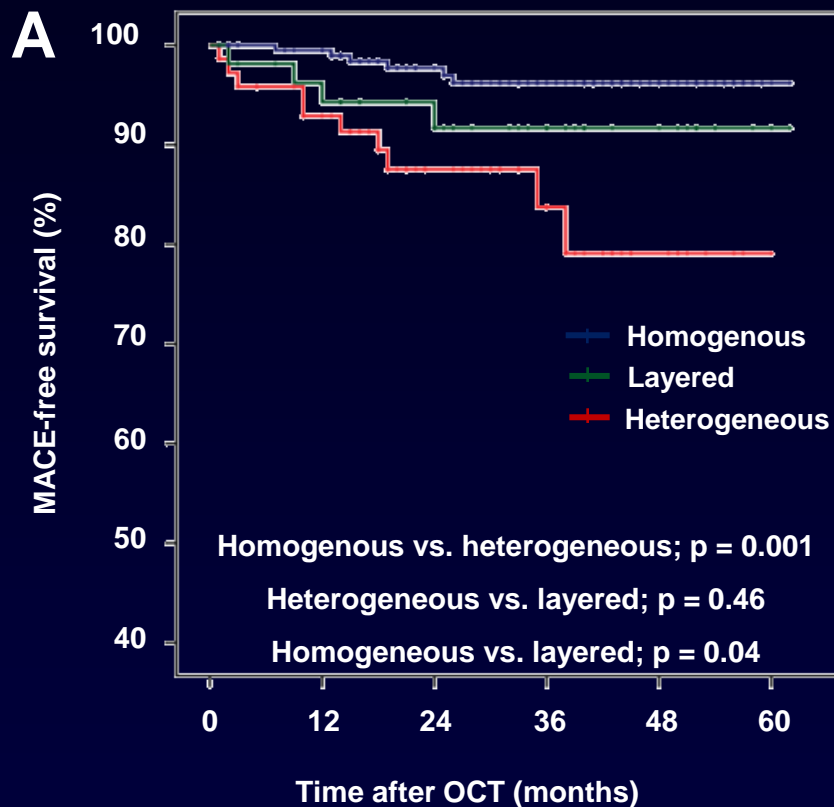 A
100
90
80
70
60
50
40
MACE-free survival (%)
Homogenous
Layered
Heterogeneous
Homogenous vs. heterogeneous; p = 0.001
Heterogeneous vs. layered; p = 0.46
Homogeneous vs. layered; p = 0.04
0 12 24 36 48 60
Time after OCT (months)